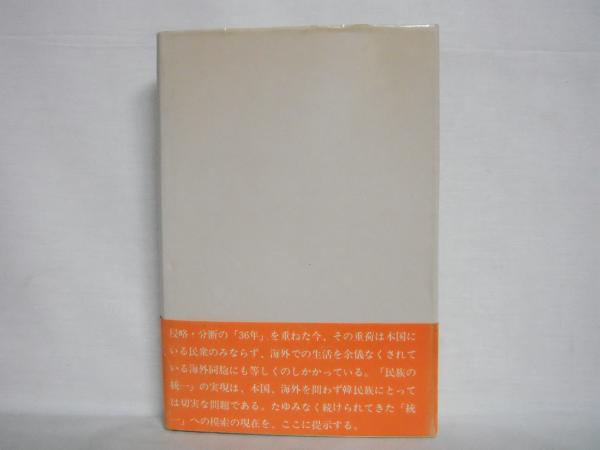 侵略・分断の「36年」を重ねた今、その重荷は本国に
いる民衆のみならず、海外での生活を余儀なくされて
いる海外同胞にも等しくのしかかっている。「民族の
統一」の実現は、本国、海外を問わず韓民族にとって
は切実な問題である。たゆみなく続けられてきた「統
一」への模索の現在を、ここに提示する。